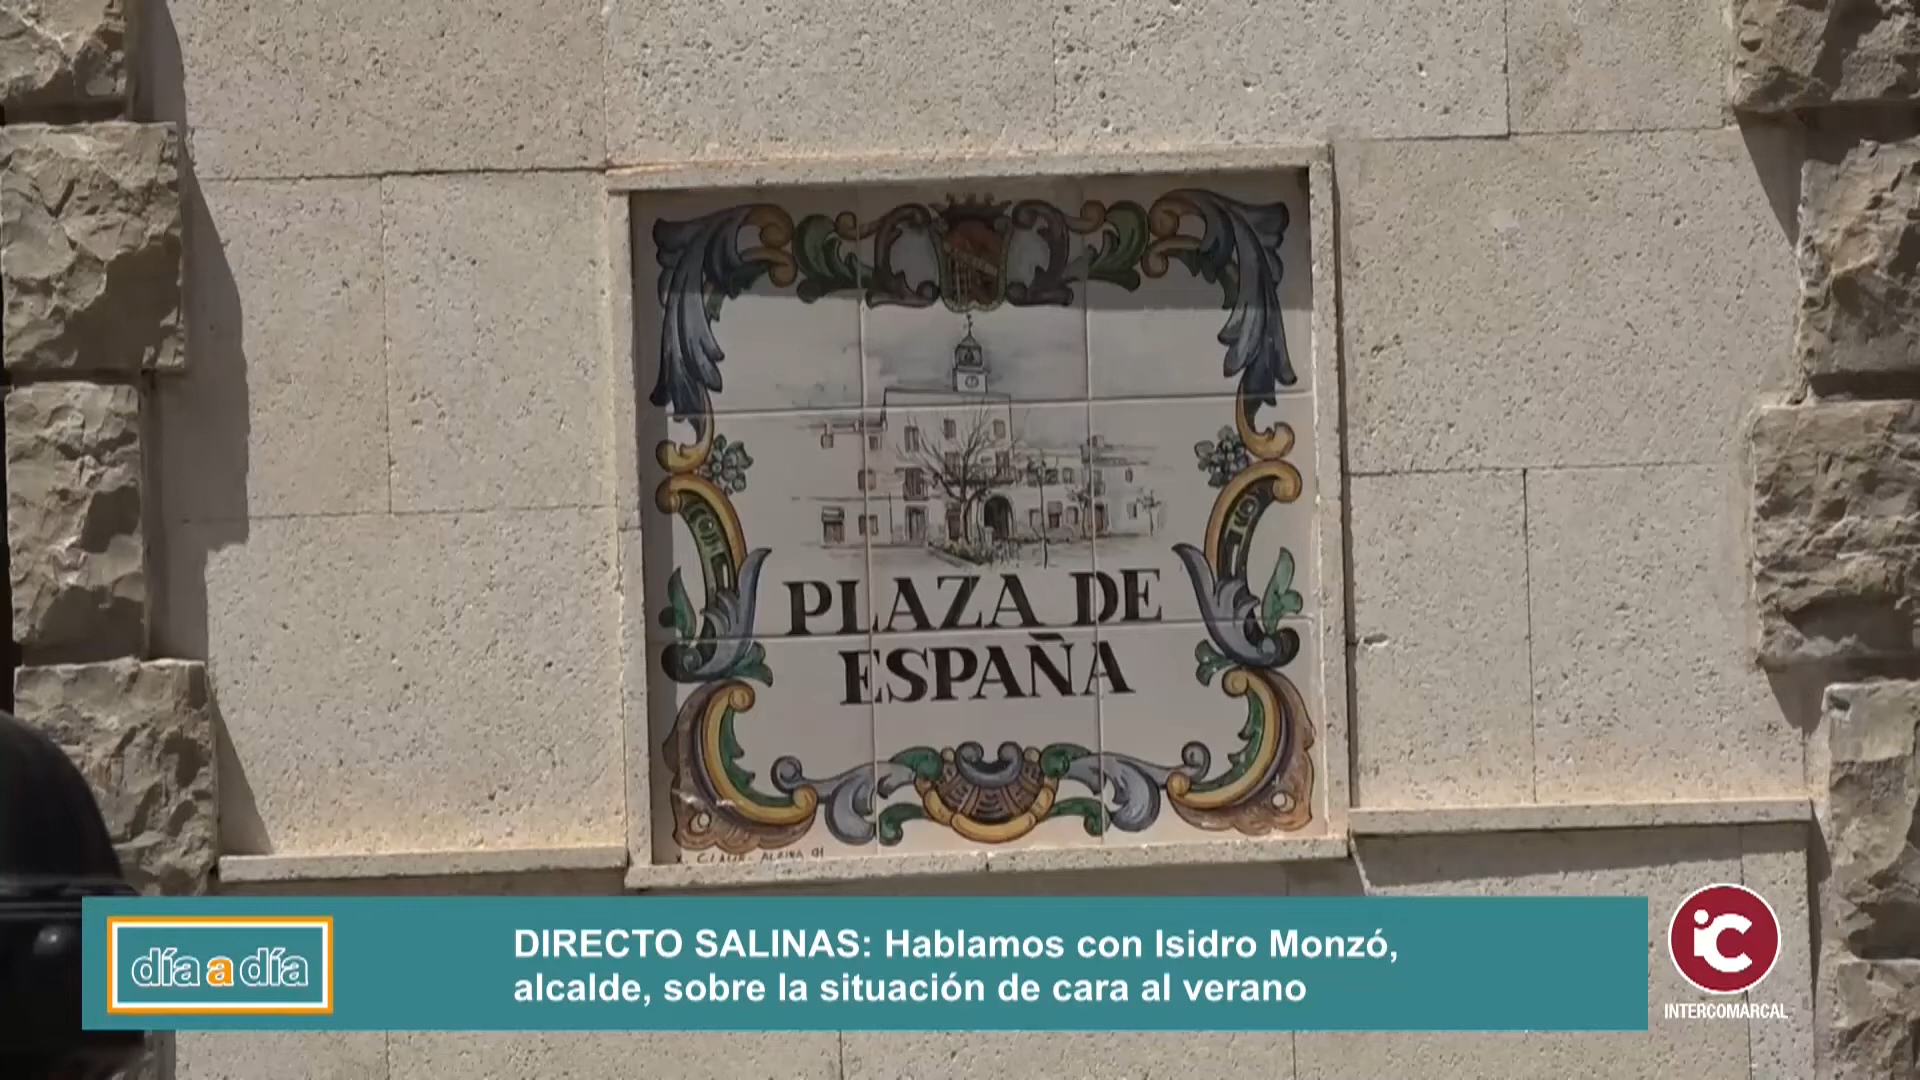 PLAZA DE
ESPAÑA
día a día
DIRECTO SALINAS: Hablamos con Isidro Monzó,
alcalde, sobre la situación de cara al verano
iC
INTERCOMARCAL